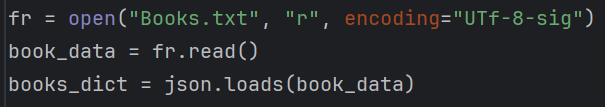 fr = open("Books.txt", "r", encoding="UTf-8-sig")
book_data = fr.read()
books_dict = json.loads(book_data)